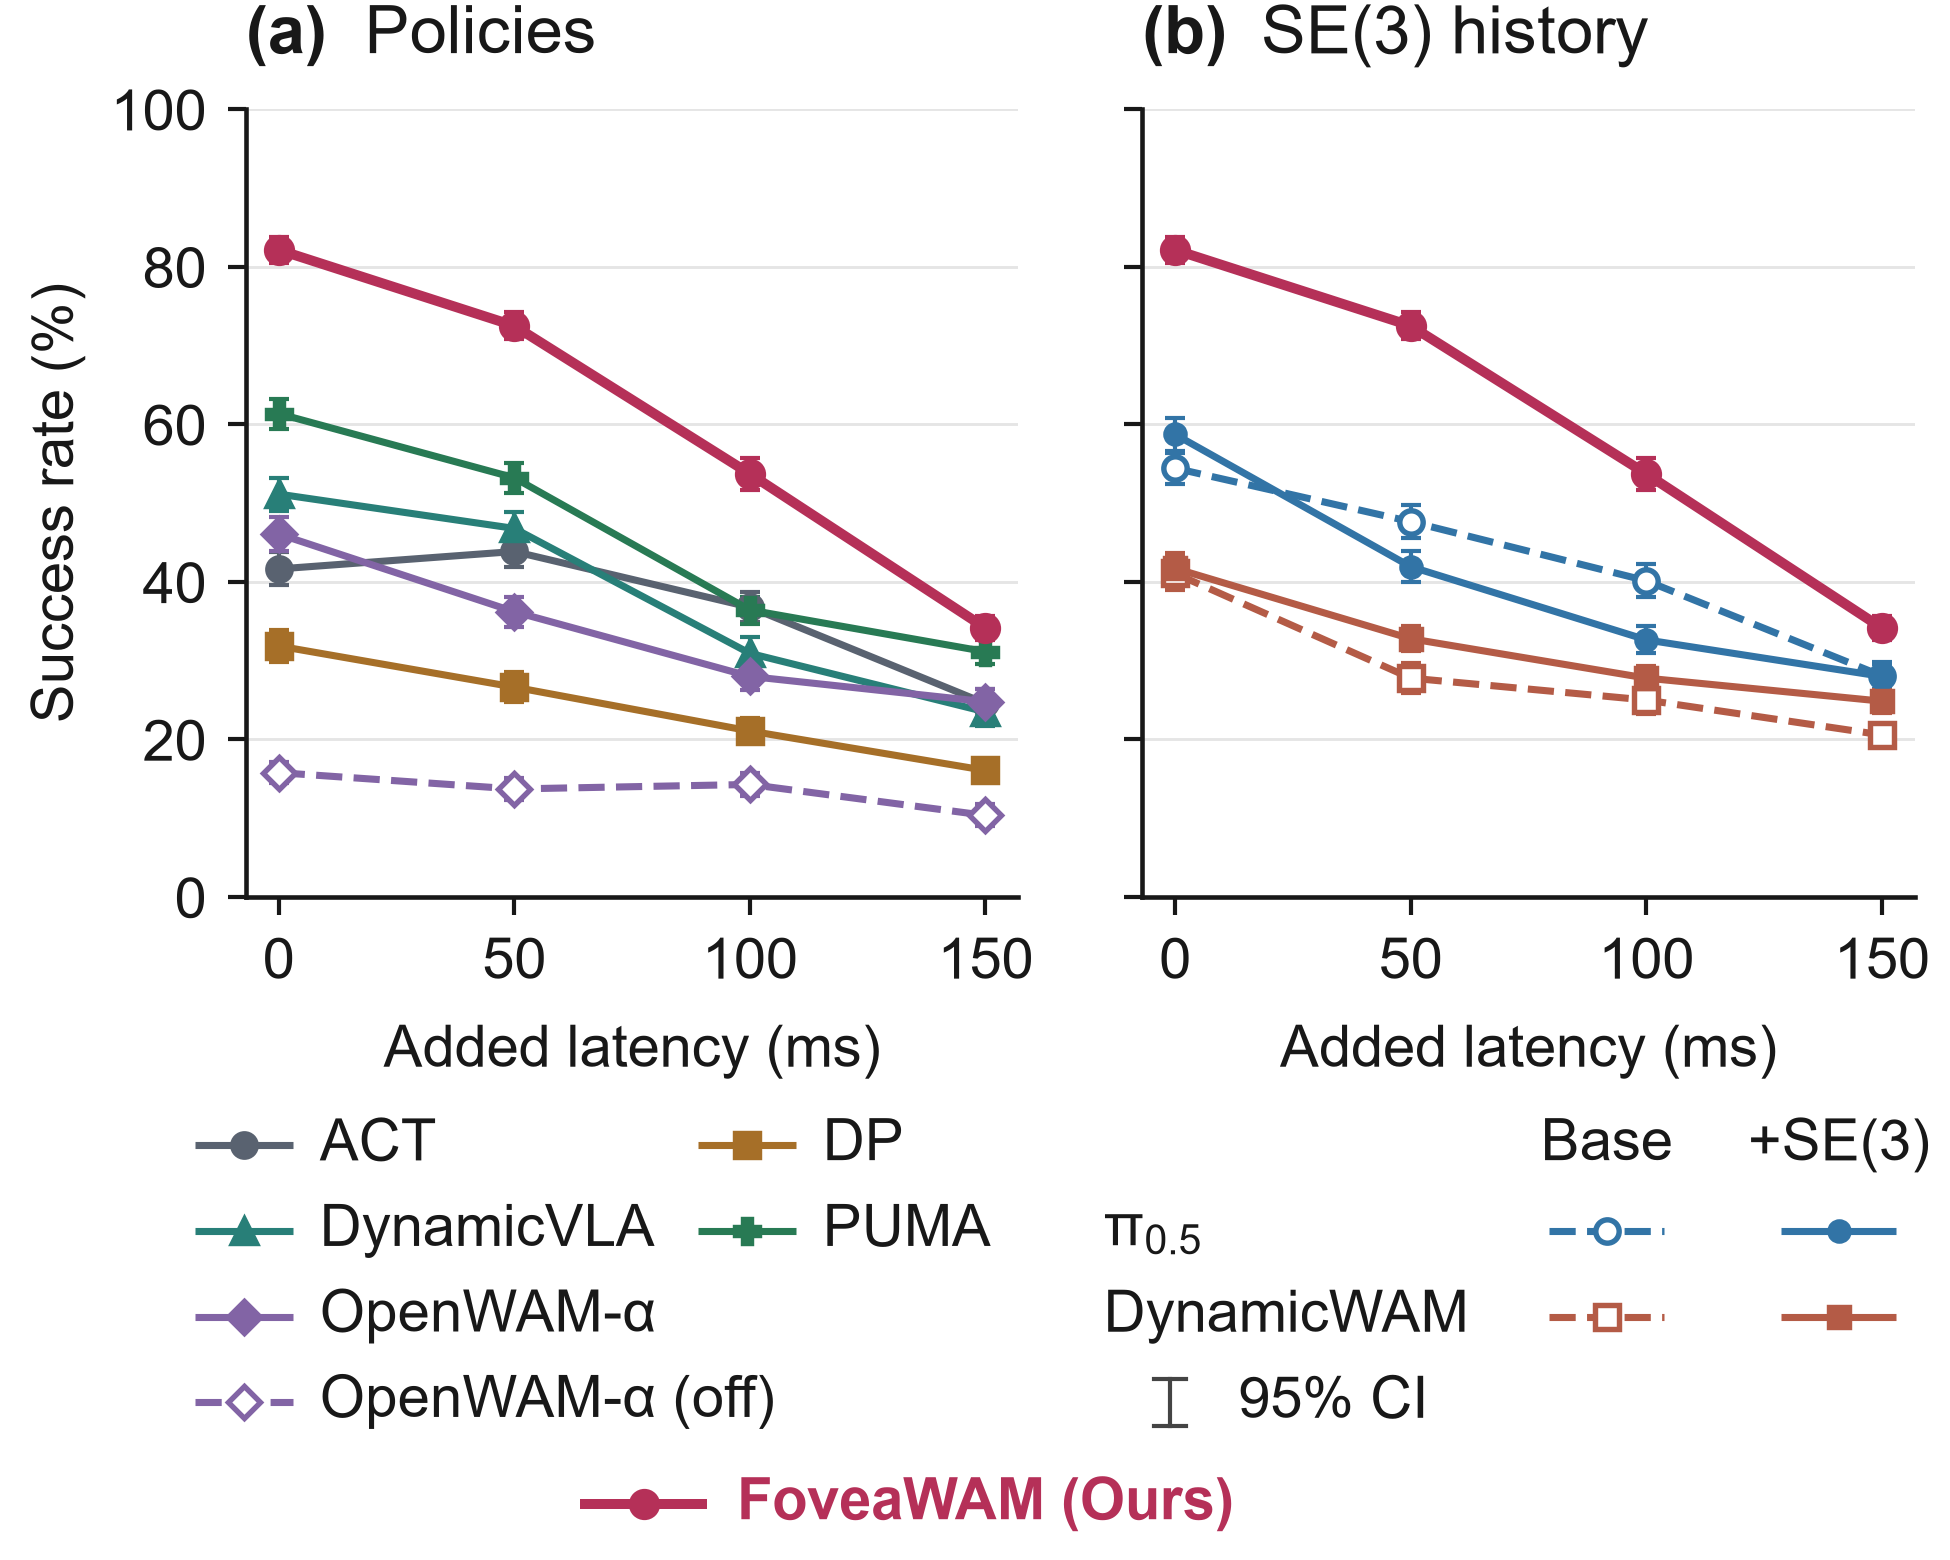 (a) Policies
(b) SE(3) history
Success rate (%)
100
80
60
40
20
0
0 50 100 150
0 50 100 150
Added latency (ms)
Added latency (ms)
ACT
DP
DynamicVLA
PUMA
OpenWAM-α
OpenWAM-α (off)
Base +SE(3)
π0.5
DynamicWAM
95% CI
FoveaWAM (Ours)